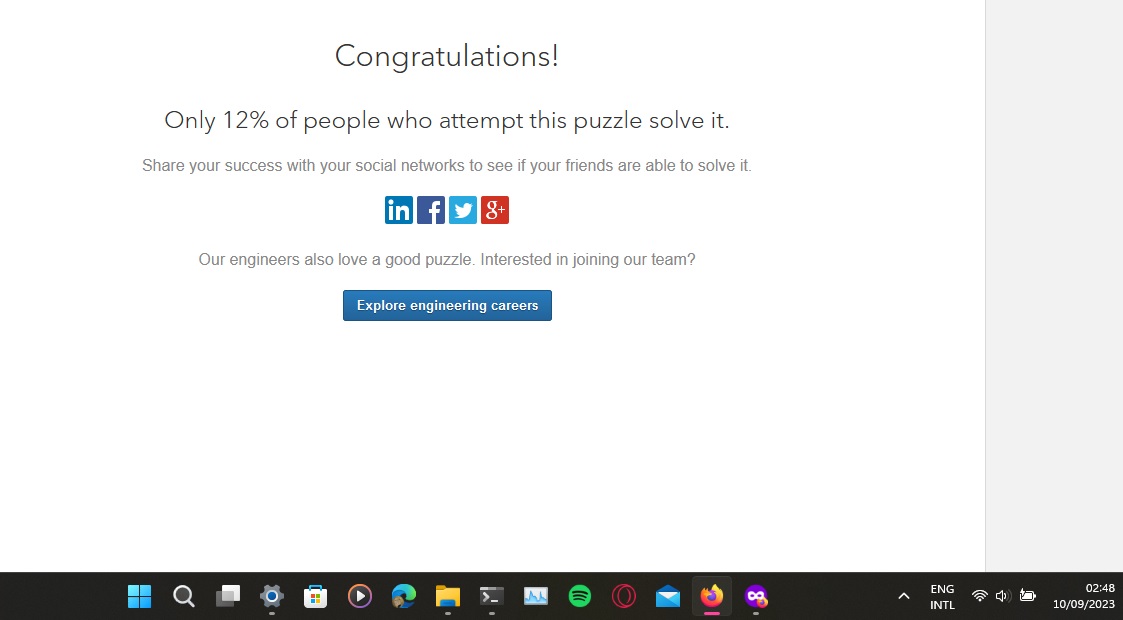 Congratulations!
Only 12% of people who attempt this puzzle solve it.
Share your success with your social networks to see if your friends are able to solve it.
in f g+
Our engineers also love a good puzzle. Interested in joining our team?
Explore engineering careers
ENG
INTL
02:48
10/09/2023